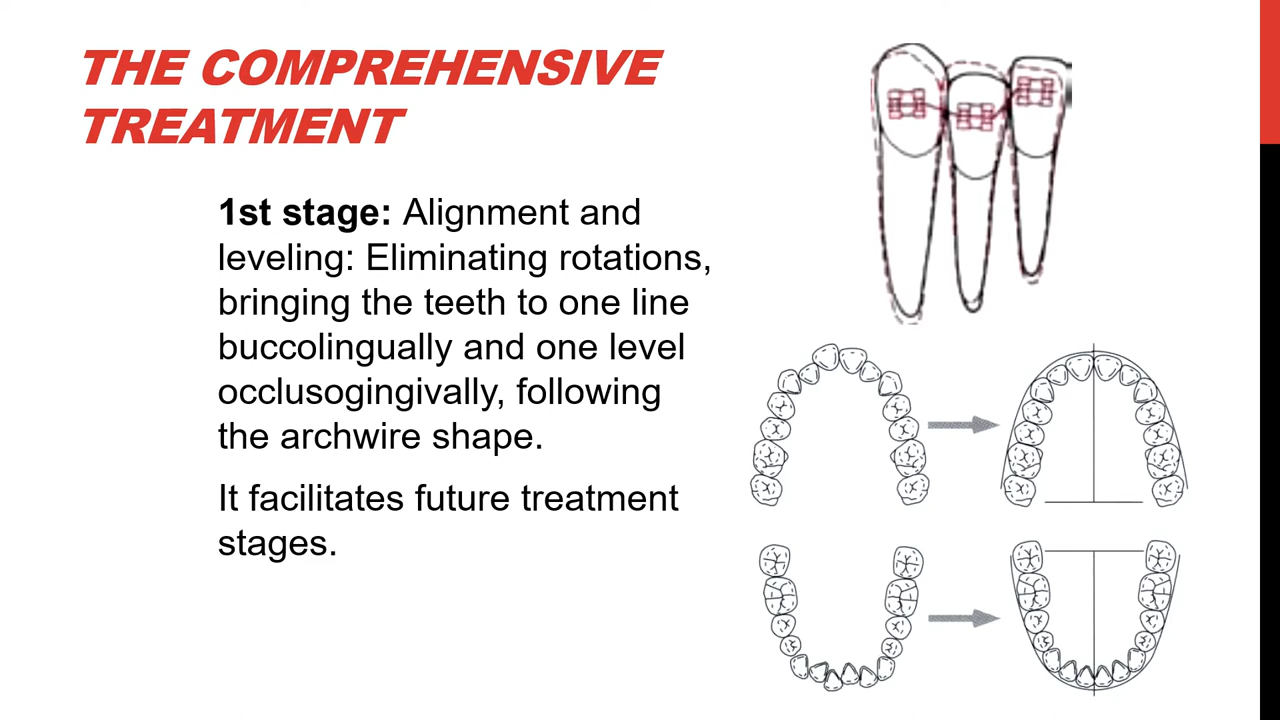 THE COMPREHENSIVE
TREATMENT
1st stage: Alignment and
leveling: Eliminating rotations,
bringing the teeth to one line
buccolingually and one level
occlusogingivally, following
the archwire shape.
It facilitates future treatment
stages.